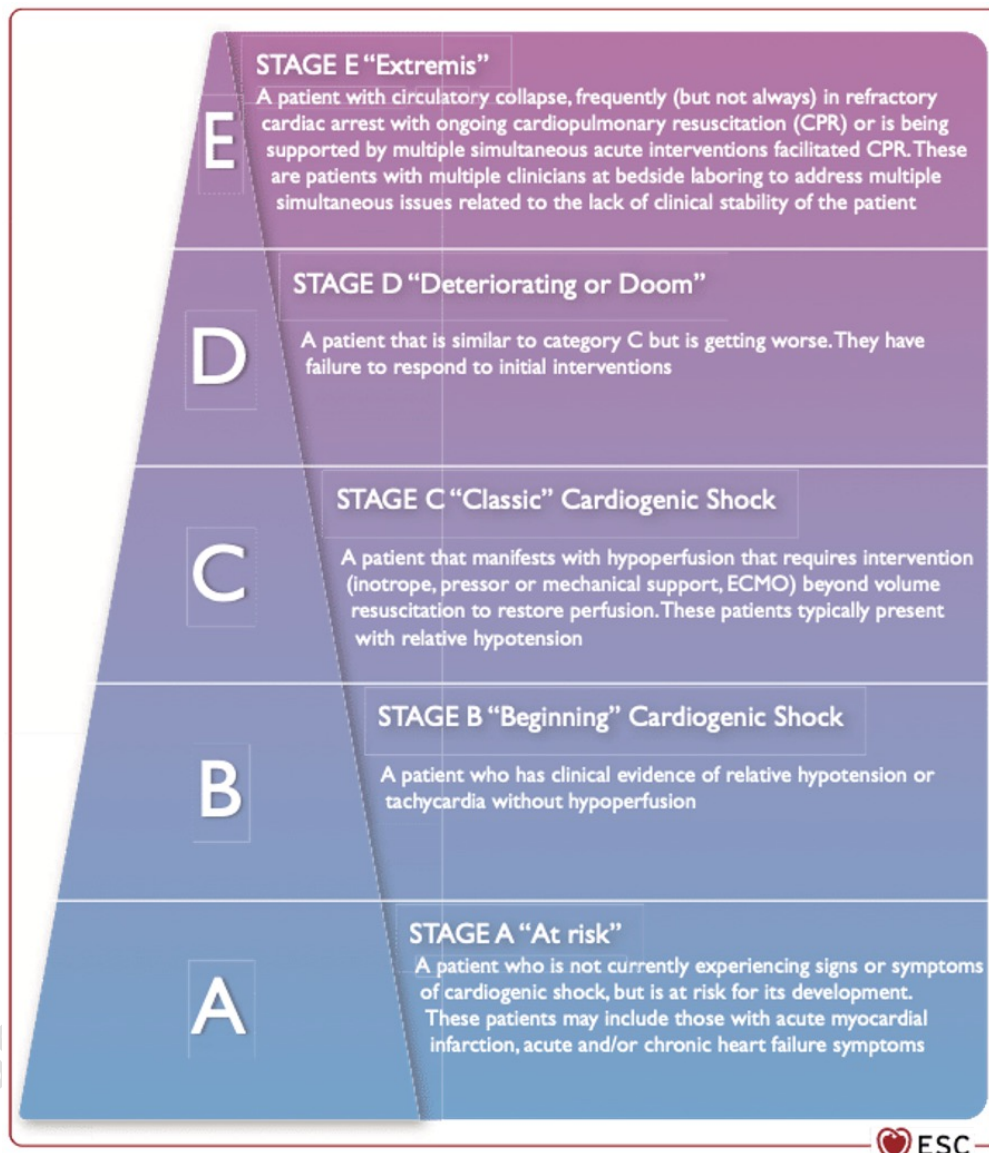 STAGE E “Extremis”
A patient with circulatory collapse, frequently (but not always) in refractory
cardiac arrest with ongoing cardiopulmonary resuscitation (CPR) or is being
supported by multiple simultaneous acute interventions facilitated CPR. These
are patients with multiple clinicians at bedside laboring to address multiple
simultaneous issues related to the lack of clinical stability of the patient
E
STAGE D “Deteriorating or Doom”
A patient that is similar to category C but is getting worse. They have
failure to respond to initial interventions
D
STAGE C “Classic” Cardiogenic Shock
A patient that manifests with hypoperfusion that requires intervention
(inotrope, pressor or mechanical support, ECMO) beyond volume
resuscitation to restore perfusion. These patients typically present
with relative hypotension
C
STAGE B “Beginning” Cardiogenic Shock
A patient who has clinical evidence of relative hypotension or
tachycardia without hypoperfusion
B
STAGE A “At risk”
A patient who is not currently experiencing signs or symptoms
of cardiogenic shock, but is at risk for its development.
These patients may include those with acute myocardial
infarction, acute and/or chronic heart failure symptoms
A
ESC